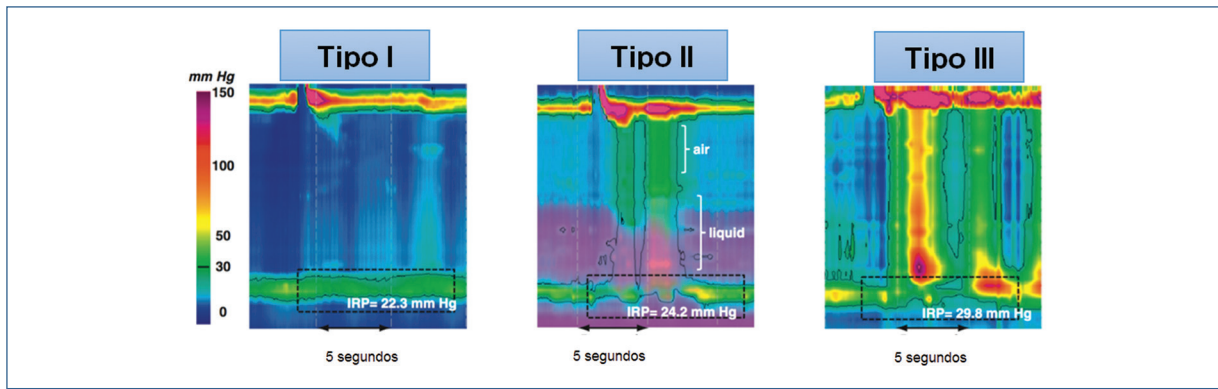 Tipo I
Tipo II
Tipo III
mm Hg
150
100
50
30
0
air
liquid
IRP= 22.3 mm Hg
IRP= 24.2 mm Hg
IRP= 29.8 mm Hg
5 segundos
5 segundos
5 segundos